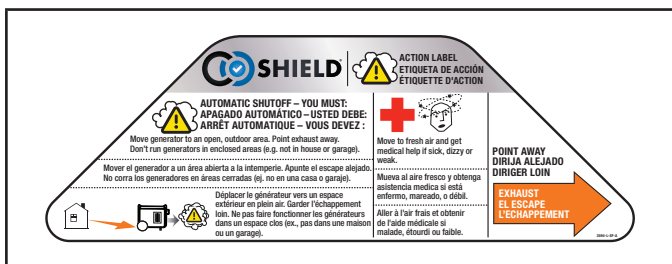 CO SHIELD®
ACTION LABEL
ETIQUETA DE ACCIÓN
ÉTIQUETTE D'ACTION
AUTOMATIC SHUTOFF – YOU MUST:
APAGADO AUTOMÁTICO – USTED DEBE:
ARRÊT AUTOMATIQUE – VOUS DEVEZ :
Move generator to an open, outdoor area. Point exhaust away.
Don't run generators in enclosed areas (e.g. not in house or garage).
Mover el generador a un área abierta a la intemperie. Apunte el escape alejado.
No corra los generadores en áreas cerradas (ej. no en una casa o garaje).
Déplacer le générateur vers un espace
extérieur en plein air. Garder l'échappement
loin. Ne pas faire fonctionner les générateurs
dans un espace clos (ex., pas dans une maison
ou un garage).
Move to fresh air and get
medical help if sick, dizzy or
weak.
Mueva al aire fresco y obtenga
asistencia medica si está
enfermo, mareado, o débil.
Aller à l'air frais et obtenir
de l'aide médicale si
malade, étourdi ou faible.
POINT AWAY
DIRIJA ALEJADO
DIRIGER LOIN
EXHAUST
EL ESCAPE
L'ECHAPPEMENT